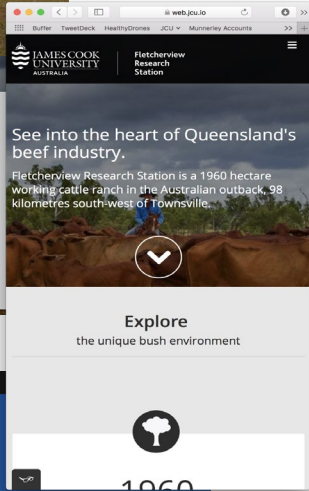 web.jcu.io
Buffer TweetDeck HealthyDrones JCU Munnerley Accounts
JAMES COOK
UNIVERSITY
AUSTRALIA
Fletcherview
Research
Station
See into the heart of Queensland's
beef industry.
Fletcherview Research Station is a 1960 hectare
working cattle ranch in the Australian outback, 98
kilometres south-west of Townsville.
Explore
the unique bush environment
1960